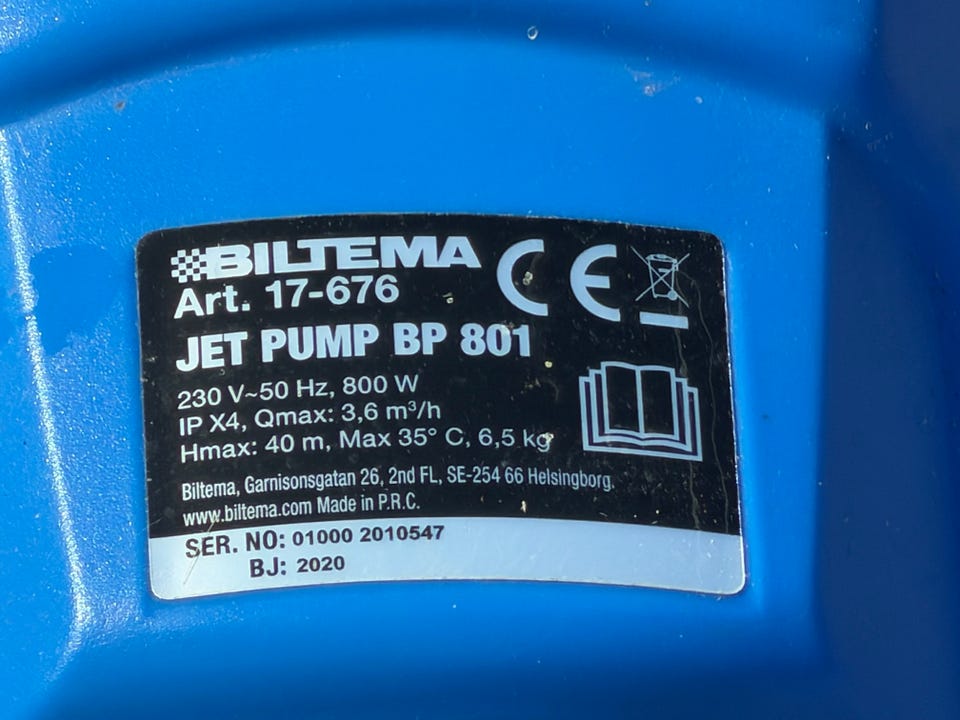 BILTEMA CE
Art. 17-676
JET PUMP BP 801
230 V~50 Hz, 800 W
IP X4, Qmax: 3,6 m³/h
Hmax: 40 m, Max 35° C, 6,5 kg
Biltema, Garnisonsgatan 26, 2nd FL, SE-254 66 Helsingborg.
www.biltema.com Made in P.R.C.
SER. NO: 01000 2010547
BJ: 2020